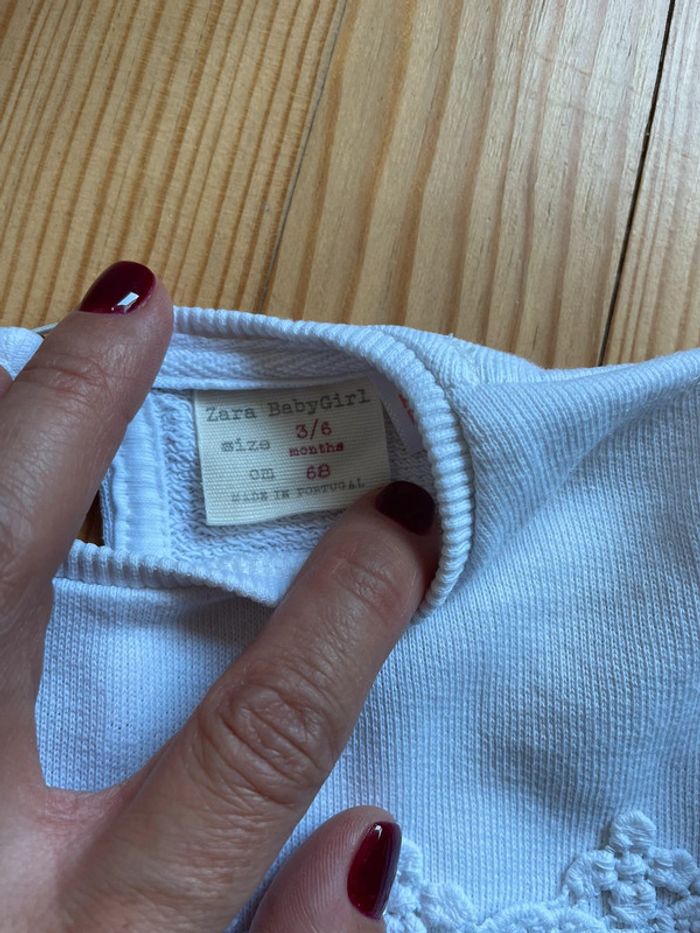 Zara BabyGirl
size 3/6
months
cm 68
MADE IN PORTUGAL